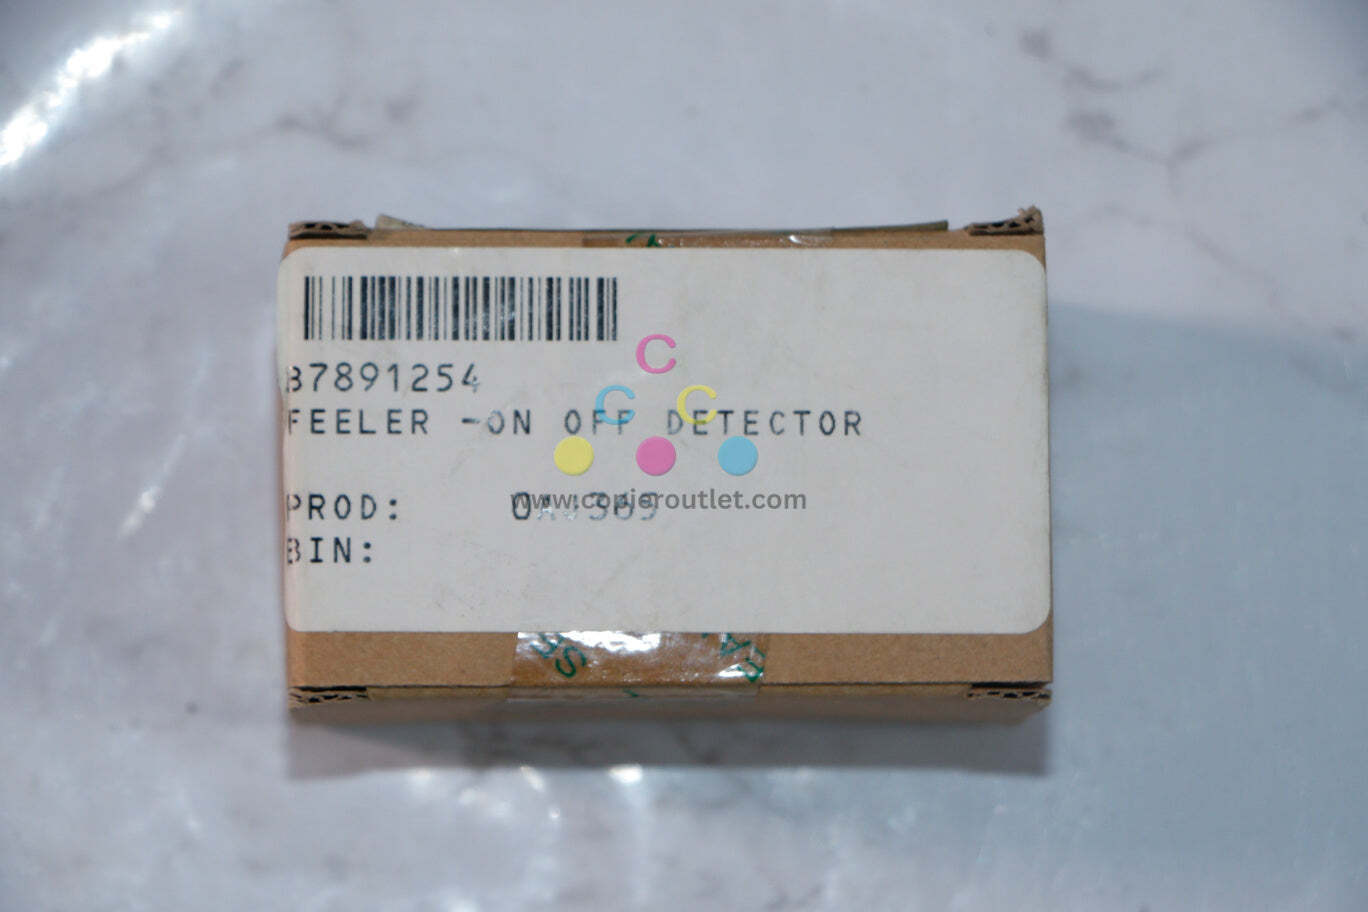 B7891254
FEELER -ON OFF DETECTOR
C
C C
PROD:
www.copieroutlet.com
BIN: